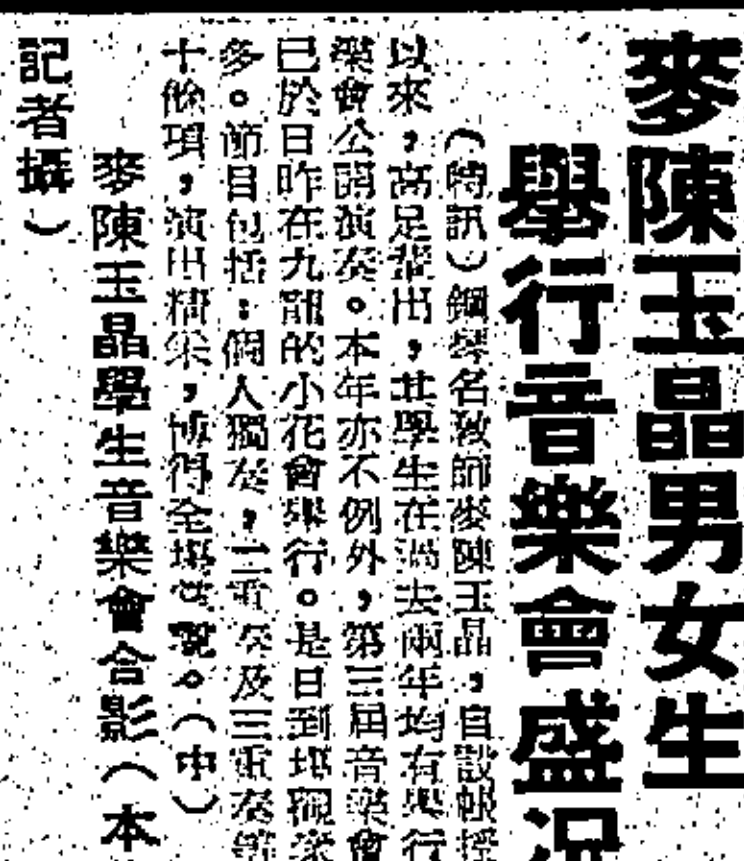 麥陳玉晶男女生
舉行音樂會盛況
（時訊）鋼琴名教師麥陳玉晶，自設帳授
以來，高足輩出，其學生在過去兩年均有舉行
樂會公開演奏。本年亦不例外，第三屆音樂會
已於日昨在九龍的小花會舉行。是日到場觀衆
多。節目包括：個人獨奏，二重奏及三重奏等
十餘項，演出精采，博得全場。（中）
麥陳玉晶學生音樂會合影（本
記者攝）